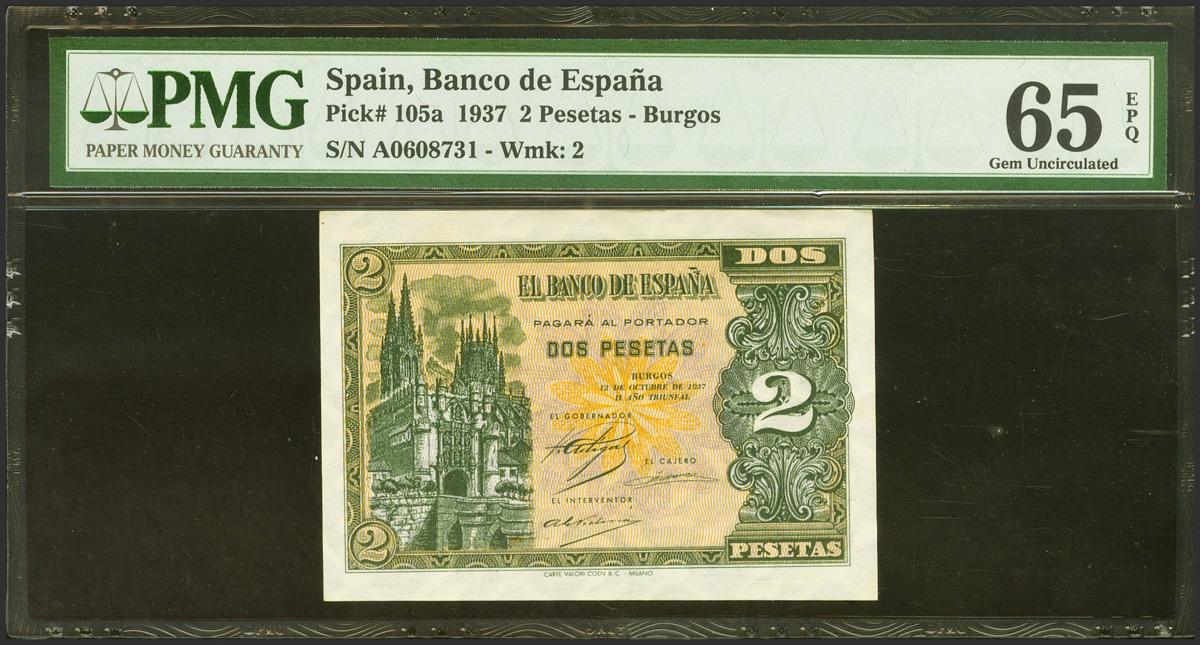 PMG
PAPER MONEY GUARANTY
Spain, Banco de España
Pick# 105a 1937 2 Pesetas - Burgos
S/N A0608731 - Wmk: 2
65
EPQ
Gem Uncirculated
2
DOS
EL BANCO DE ESPAÑA
PAGARÁ AL PORTADOR
DOS PESETAS
BURGOS
12 DE OCTUBRE DE 1937
II AÑO TRIUNFAL
2
EL GOBERNADOR
EL CAJERO
EL INTERVENTOR
2
PESETAS
CARTE VALORI COEN & C. - MILANO